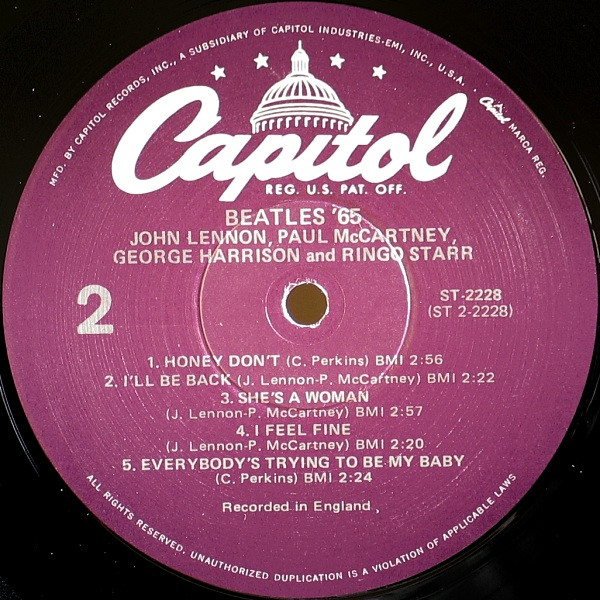 MFD. BY CAPITOL RECORDS, INC., A SUBSIDIARY OF CAPITOL INDUSTRIES-EMI, INC., U.S.A. · Capitol MARCA REG.
Capitol
REG. U.S. PAT. OFF.
BEATLES '65
JOHN LENNON, PAUL McCARTNEY,
GEORGE HARRISON and RINGO STARR
2
ST-2228
(ST 2-2228)
1. HONEY DON'T (C. Perkins) BMI 2:56
2. I'LL BE BACK (J. Lennon-P. McCartney) BMI 2:22
3. SHE'S A WOMAN
(J. Lennon-P. McCartney) BMI 2:57
4. I FEEL FINE
(J. Lennon-P. McCartney) BMI 2:20
5. EVERYBODY'S TRYING TO BE MY BABY
(C. Perkins) BMI 2:24
Recorded in England
ALL RIGHTS RESERVED. UNAUTHORIZED DUPLICATION IS A VIOLATION OF APPLICABLE LAWS